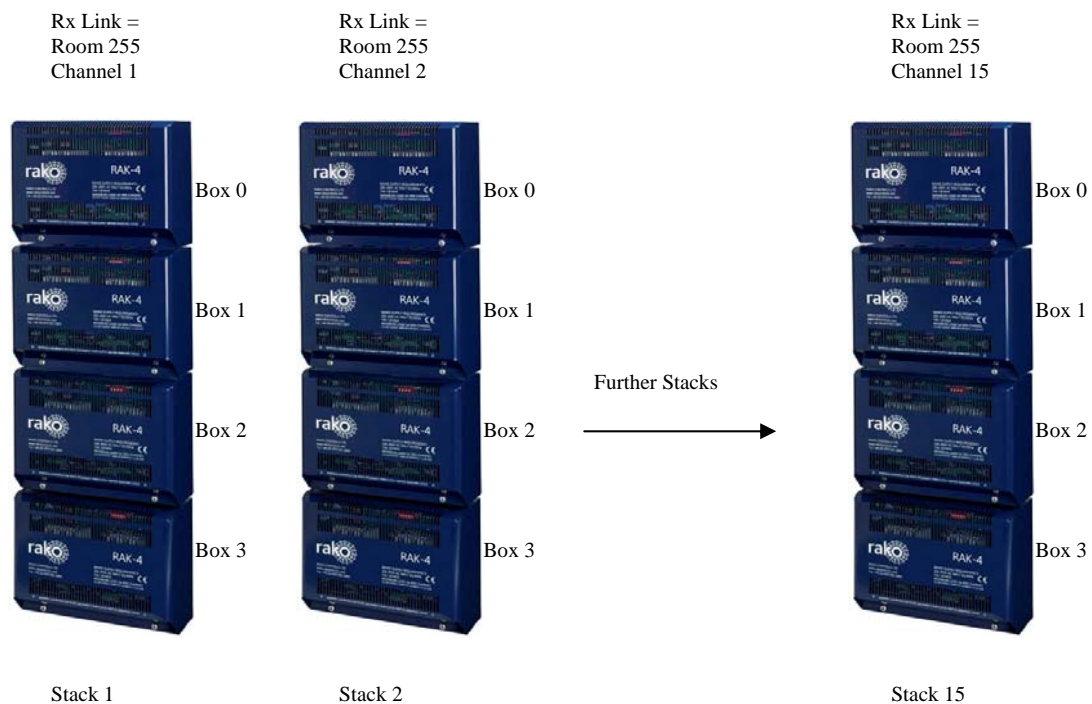 Rx Link =
Room 255
Channel 1
Rx Link =
Room 255
Channel 2
Rx Link =
Room 255
Channel 15
rako
RAK-4
Box 0
rako
RAK-4
Box 0
rako
RAK-4
Box 0
rako
RAK-4
Box 1
rako
RAK-4
Box 1
rako
RAK-4
Box 1
rako
RAK-4
Box 2
rako
RAK-4
Box 2
Further Stacks
rako
RAK-4
Box 2
rako
RAK-4
Box 3
rako
RAK-4
Box 3
rako
RAK-4
Box 3
Stack 1
Stack 2
Stack 15